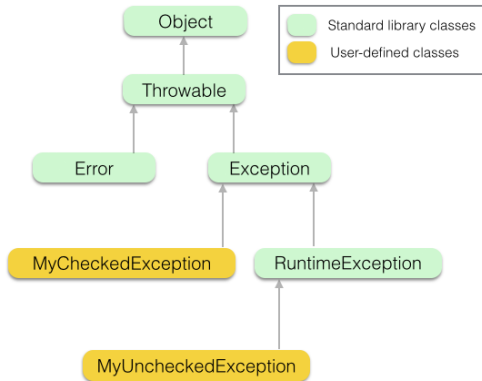 Object
Standard library classes
User-defined classes
Throwable
Error
Exception
MyCheckedException
RuntimeException
MyUncheckedException